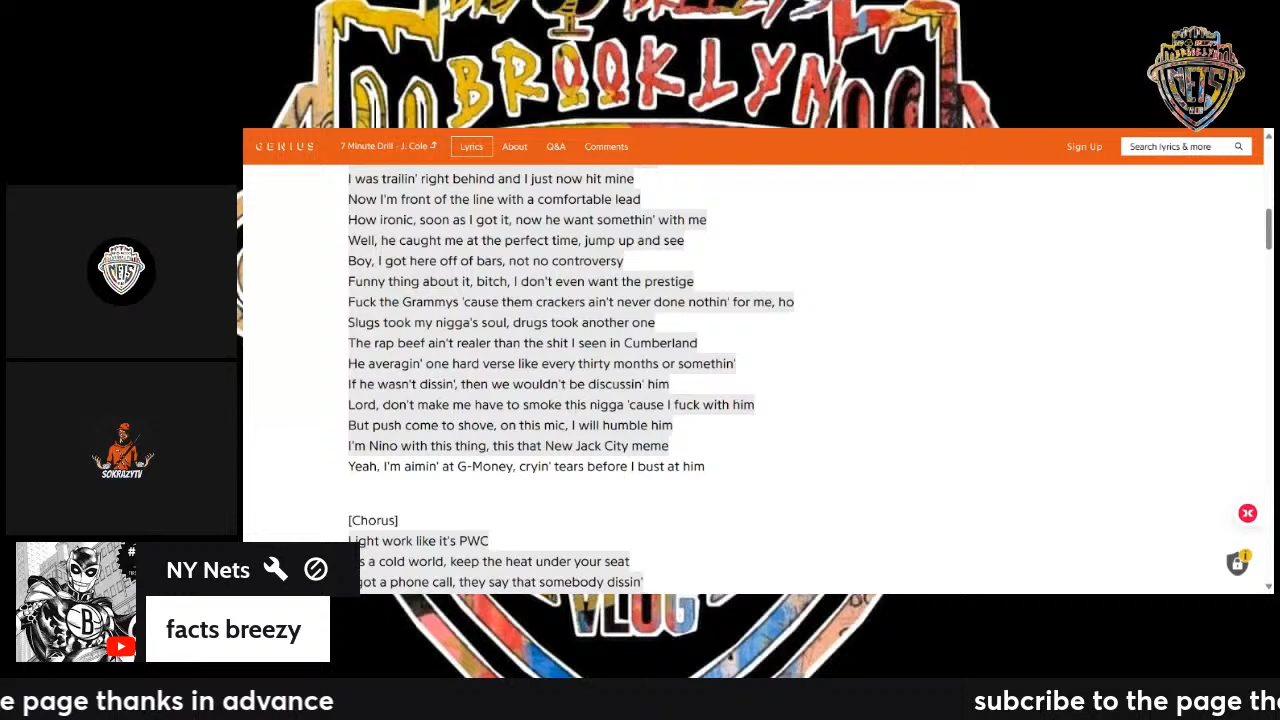 BROOKLYN
NETS
GENIUS
7 Minute Drill - J. Cole
Lyrics
About
Q&A
Comments
Sign Up
Search lyrics & more
I was trailin' right behind and I just now hit mine
Now I'm front of the line with a comfortable lead
How ironic, soon as I got it, now he want somethin' with me
Well, he caught me at the perfect time, jump up and see
Boy, I got here off of bars, not no controversy
Funny thing about it, bitch, I don't even want the prestige
Fuck the Grammys 'cause them crackers ain't never done nothin' for me, ho
Slugs took my nigga's soul, drugs took another one
The rap beef ain't realer than the shit I seen in Cumberland
He averagin' one hard verse like every thirty months or somethin'
If he wasn't dissin', then we wouldn't be discussin' him
Lord, don't make me have to smoke this nigga 'cause I fuck with him
But push come to shove, on this mic, I will humble him
I'm Nino with this thing, this that New Jack City meme
Yeah, I'm aimin' at G-Money, cryin' tears before I bust at him
[Chorus]
Light work like it's PWC
s a cold world, keep the heat under your seat
got a phone call, they say that somebody dissin'
NETS
SOKRAZYTV
NY Nets
facts breezy
VLOG
e page thanks in advance
subcribe to the page tha